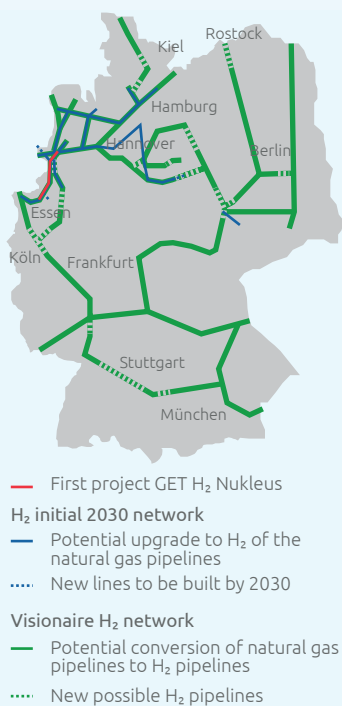 Kiel
Rostock
Hamburg
Hannover
Berlin
Essen
Köln
Frankfurt
Stuttgart
München
First project GET H₂ Nukleus
H₂ initial 2030 network
Potential upgrade to H₂ of the
natural gas pipelines
New lines to be built by 2030
Visionaire H₂ network
Potential conversion of natural gas
pipelines to H₂ pipelines
New possible H₂ pipelines